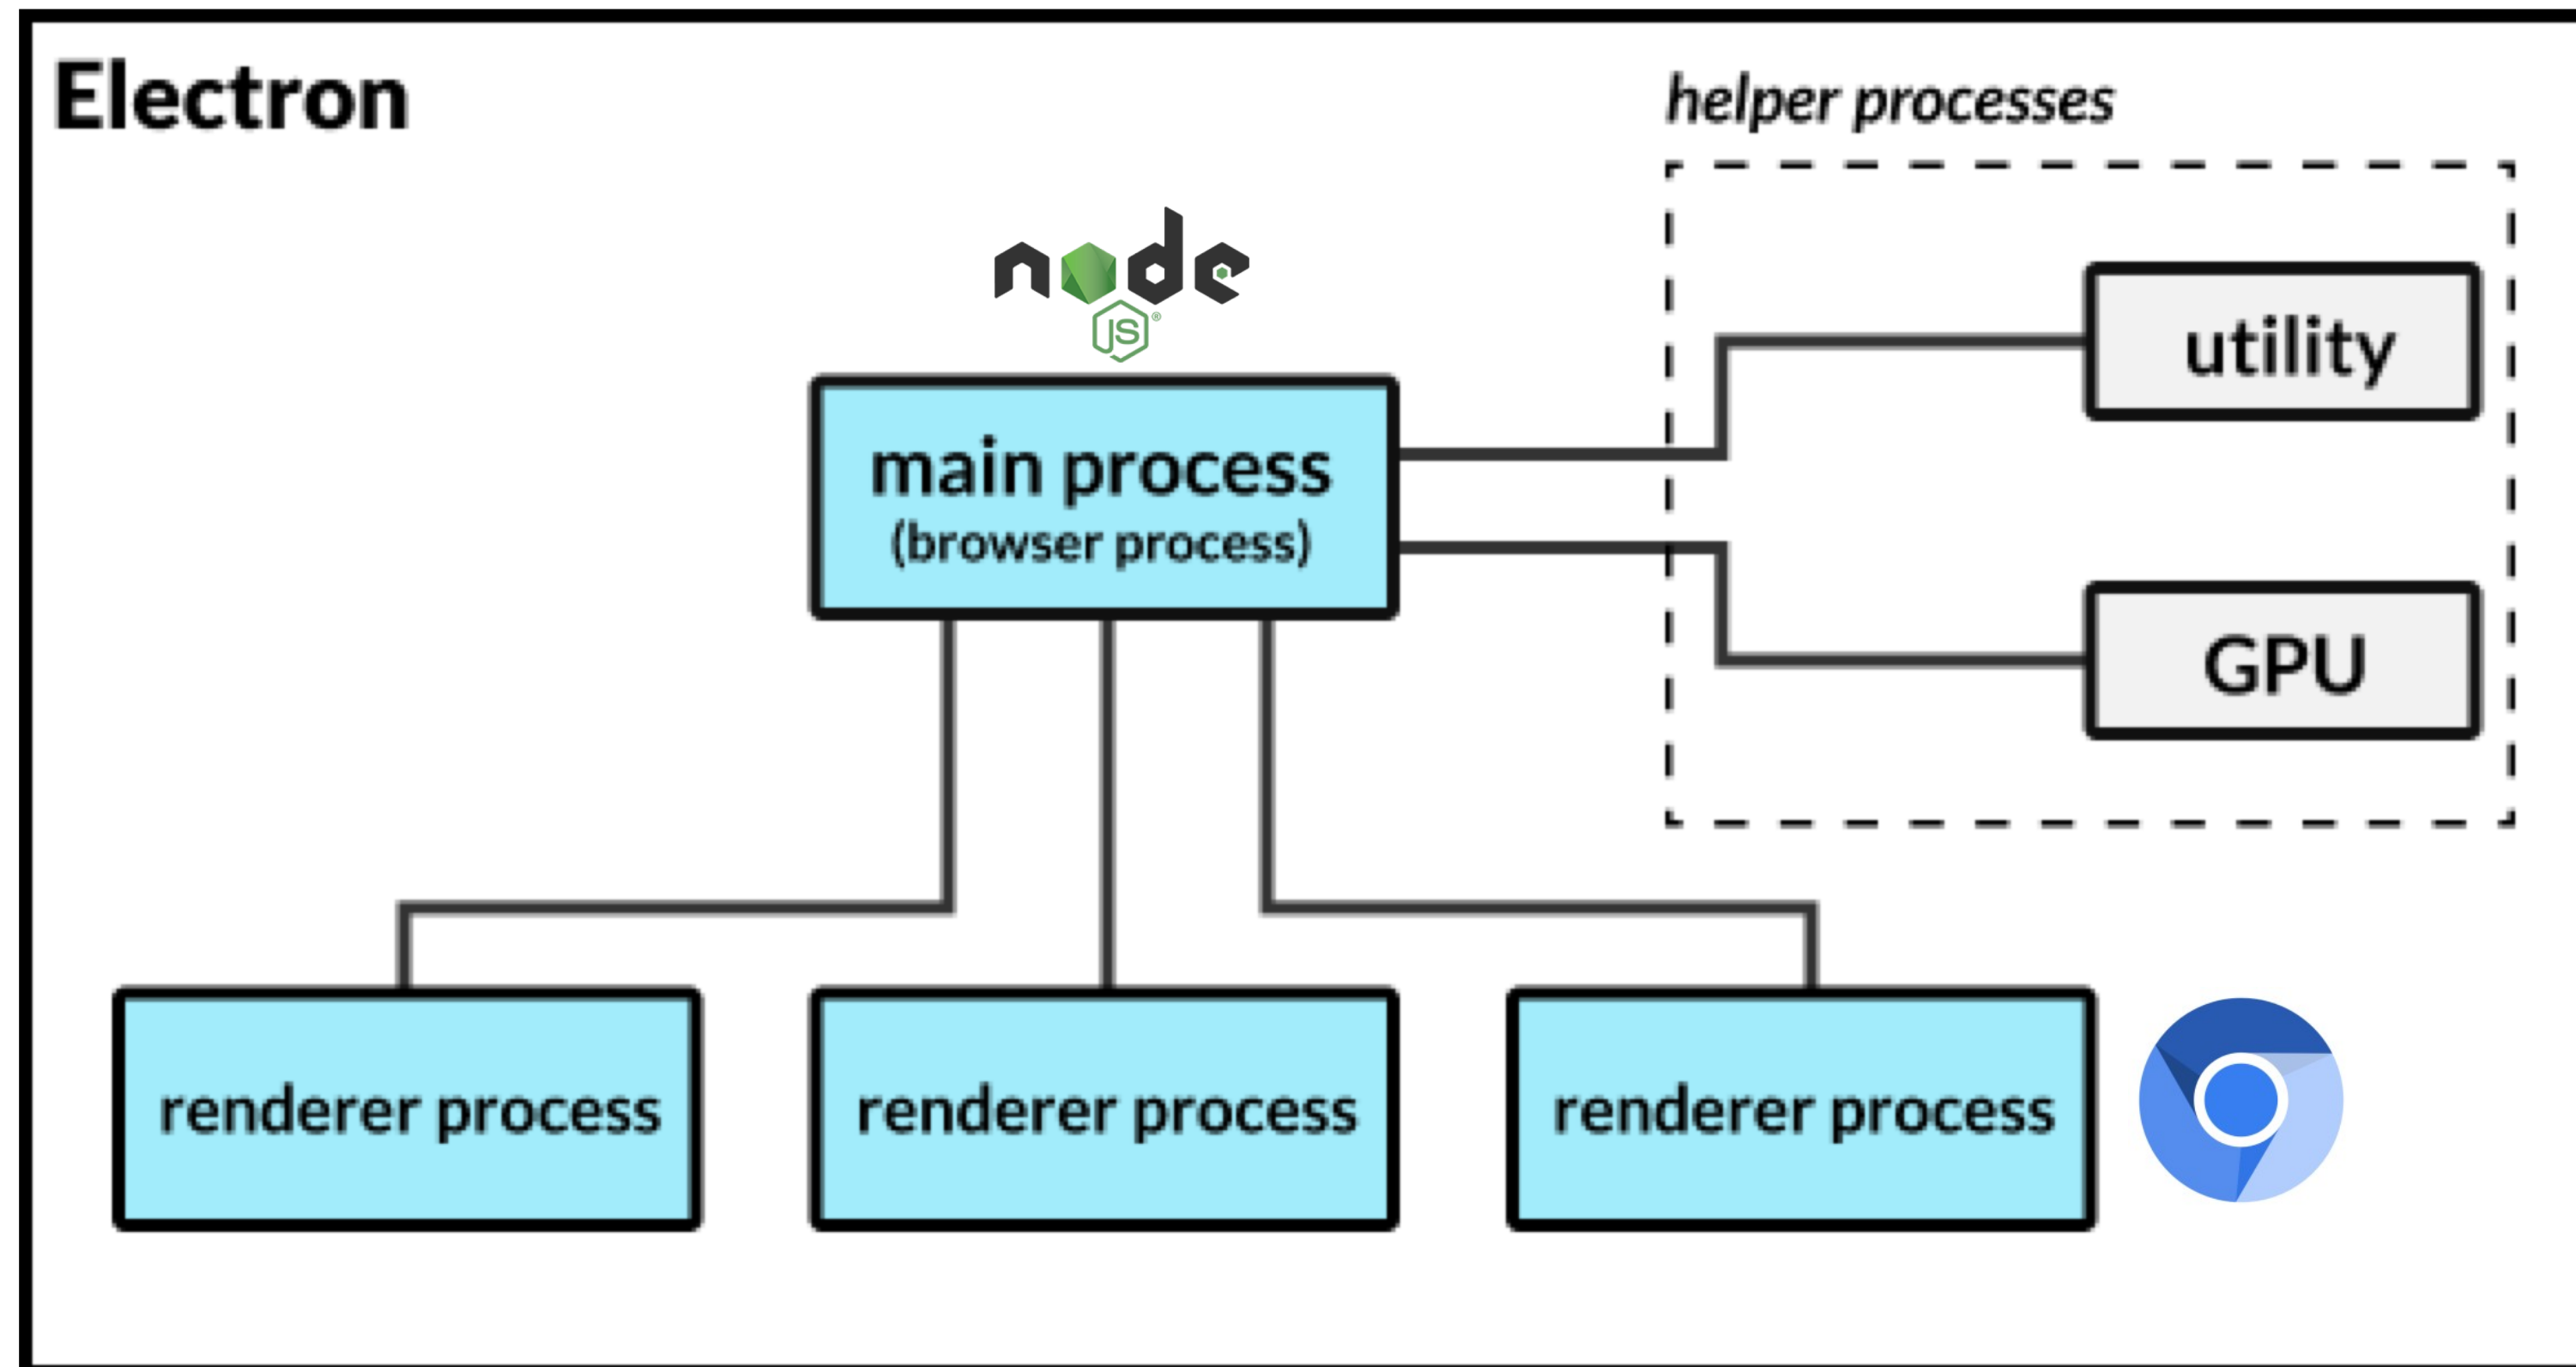 Electron
helper processes
node
JS®
utility
main process
(browser process)
GPU
renderer process
renderer process
renderer process